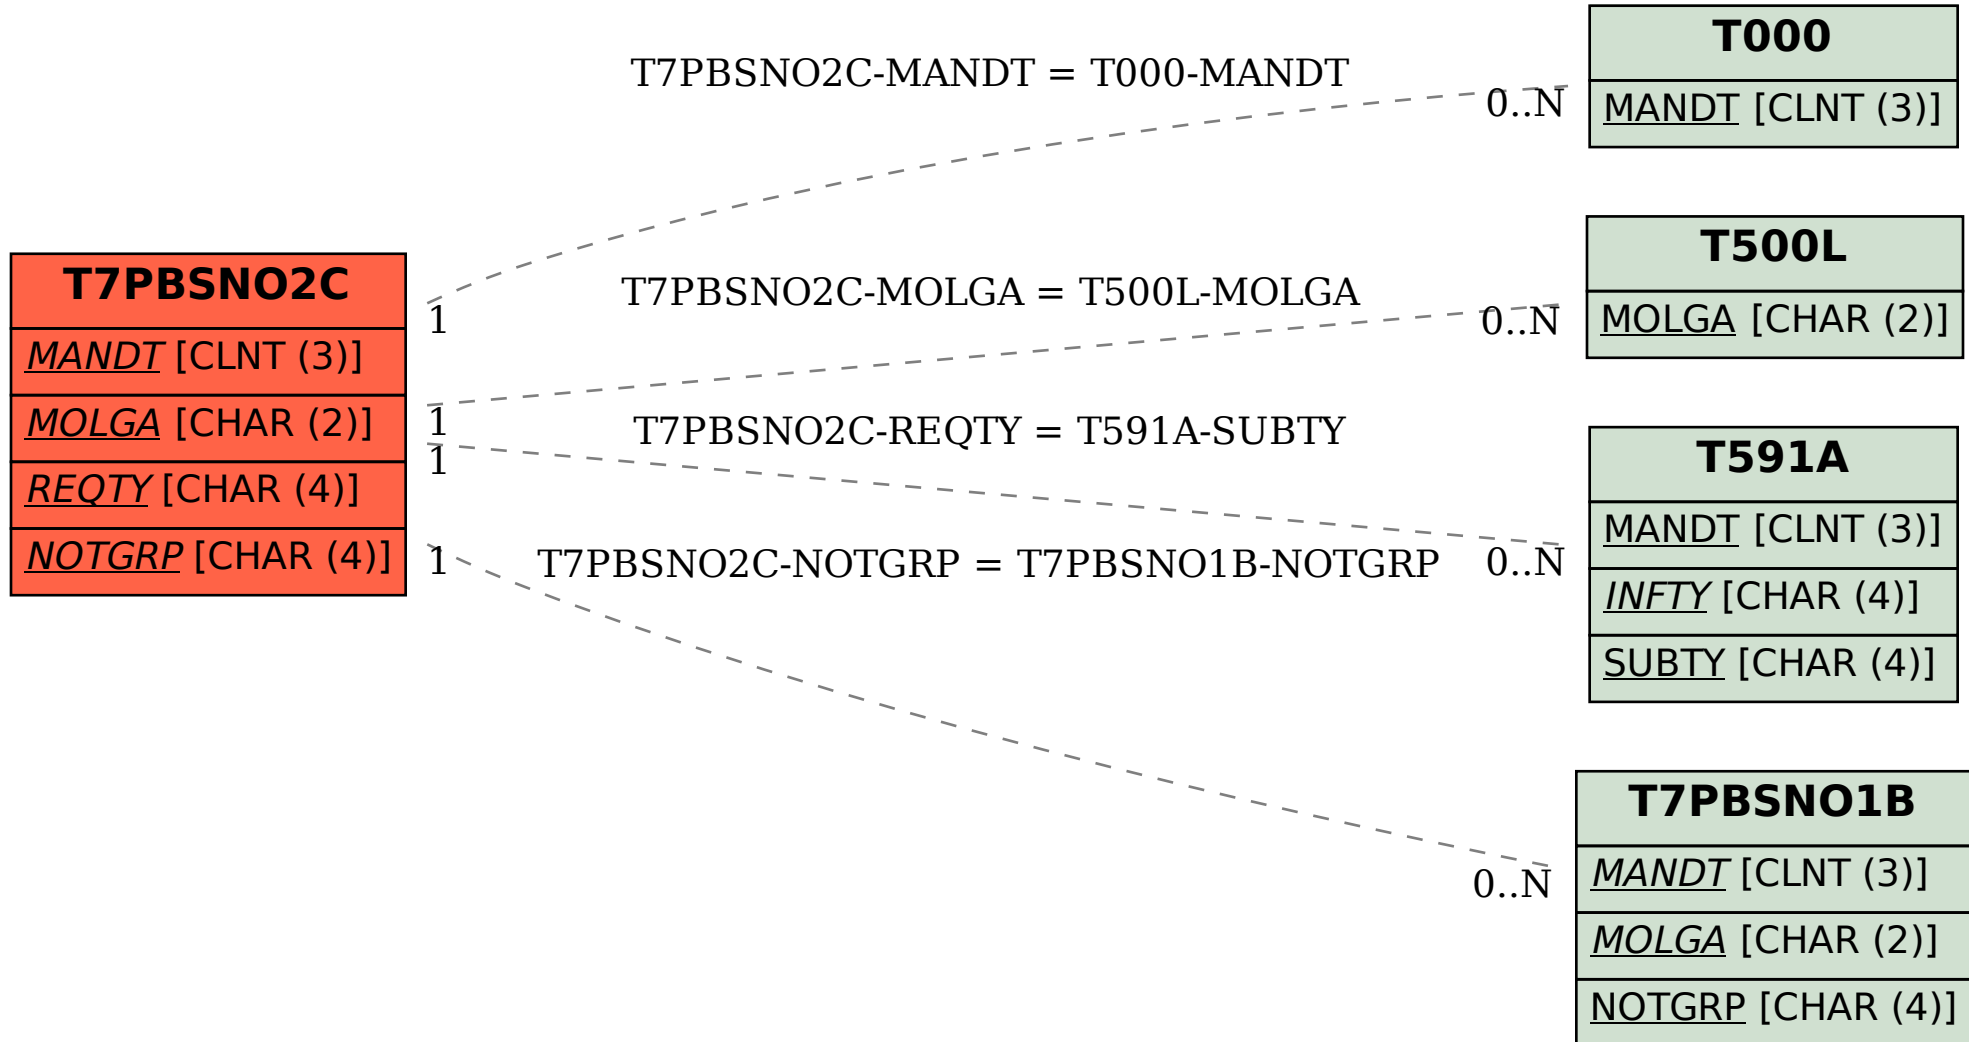 T7PBSNO2C
MANDT [CLNT (3)]
MOLGA [CHAR (2)]
REQTY [CHAR (4)]
NOTGRP [CHAR (4)]
T7PBSNO2C-MANDT = T000-MANDT
1
0..N
T7PBSNO2C-MOLGA = T500L-MOLGA
1
0..N
T7PBSNO2C-REQTY = T591A-SUBTY
1
0..N
T7PBSNO2C-NOTGRP = T7PBSNO1B-NOTGRP
1
0..N
T000
MANDT [CLNT (3)]
T500L
MOLGA [CHAR (2)]
T591A
MANDT [CLNT (3)]
INFTY [CHAR (4)]
SUBTY [CHAR (4)]
T7PBSNO1B
MANDT [CLNT (3)]
MOLGA [CHAR (2)]
NOTGRP [CHAR (4)]